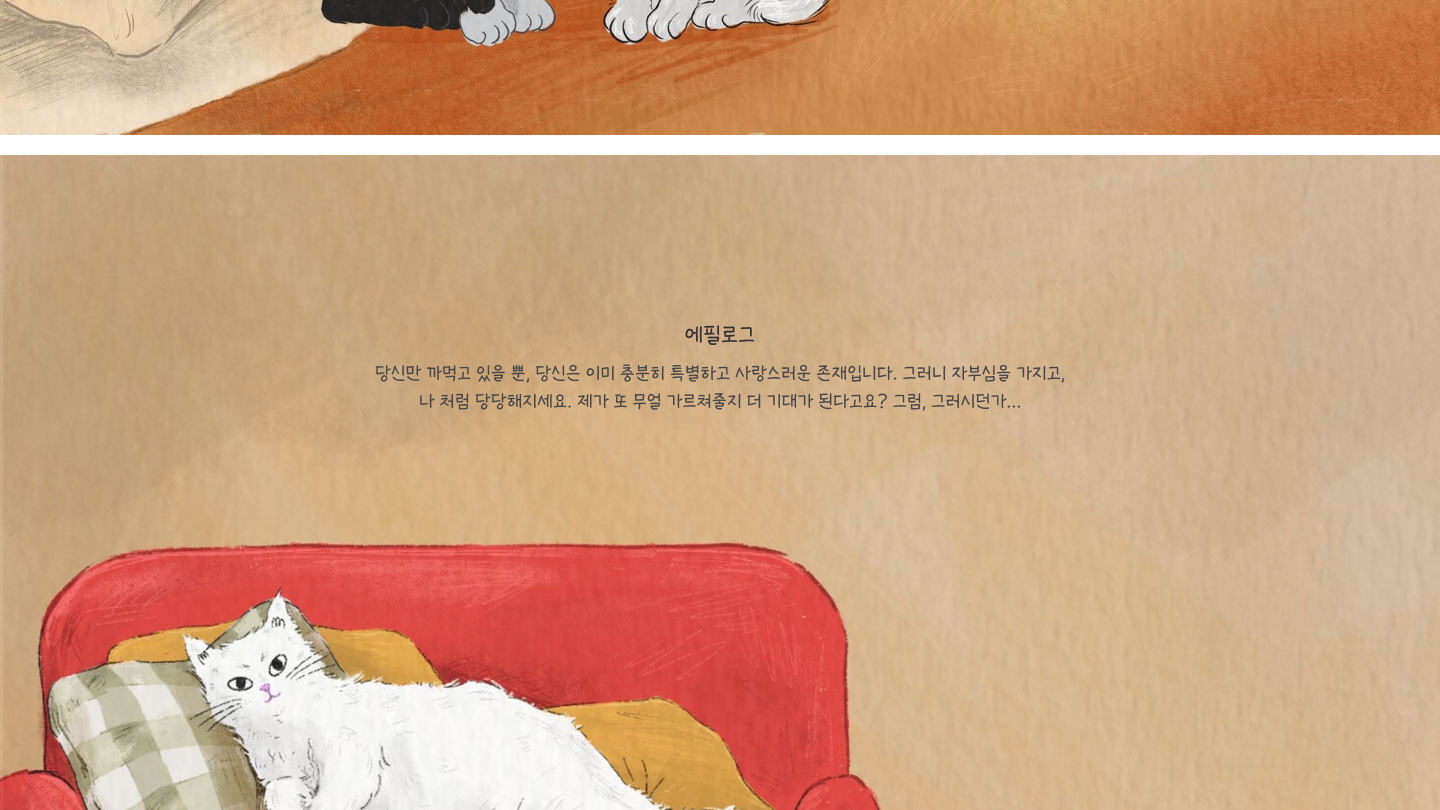 에필로그
당신만 까먹고 있을 뿐, 당신은 이미 충분히 특별하고 사랑스러운 존재입니다. 그러니 자부심을 가지고,
나 처럼 당당해지세요. 제가 또 무얼 가르쳐줄지 더 기대가 된다고요? 그럼, 그러시던가...